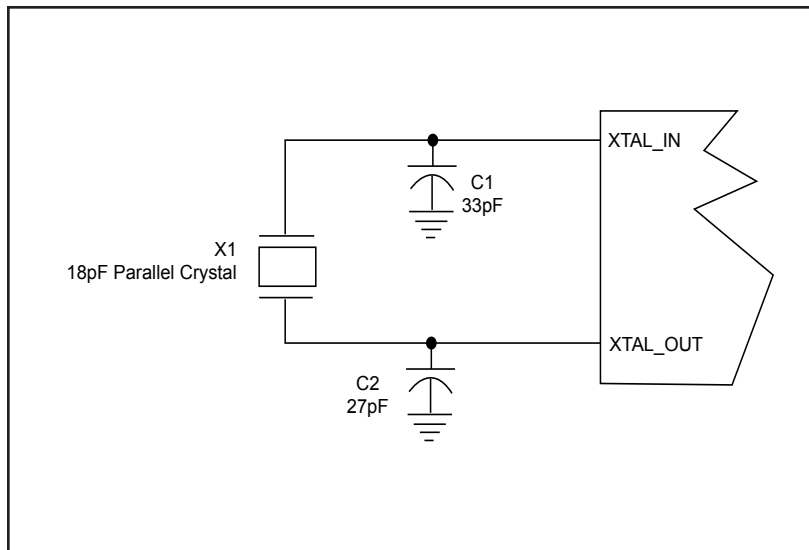 XTAL_IN
C1
33pF
X1
18pF Parallel Crystal
XTAL_OUT
C2
27pF